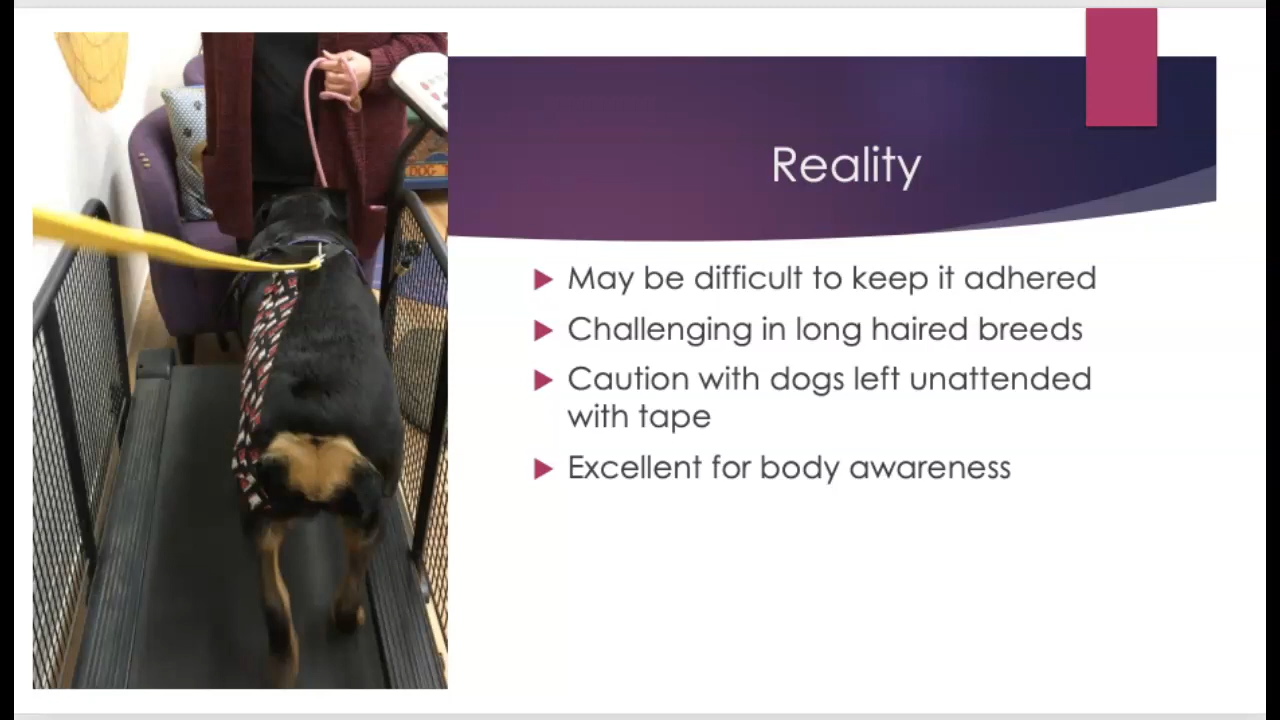 DOG
Reality
May be difficult to keep it adhered
Challenging in long haired breeds
Caution with dogs left unattended
with tape
Excellent for body awareness